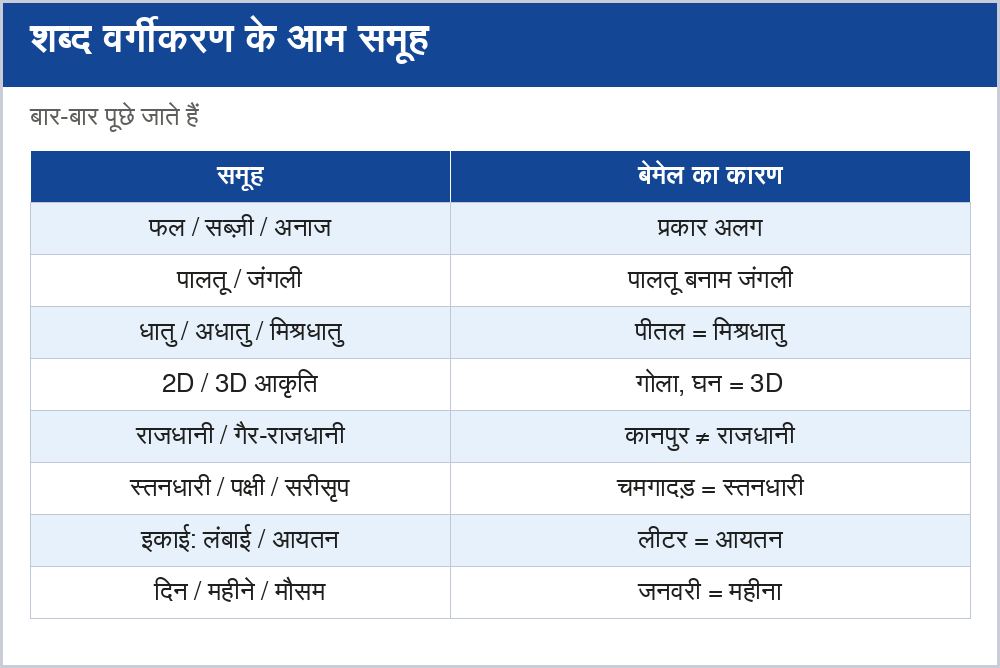 शब्द वर्गीकरण के आम समूह
बार-बार पूछे जाते हैं
समूह बेमेल का कारण
फल / सब्ज़ी / अनाज प्रकार अलग
पालतू / जंगली पालतू बनाम जंगली
धातु / अधातु / मिश्रधातु पीतल = मिश्रधातु
2D / 3D आकृति गोला, घन = 3D
राजधानी / गैर-राजधानी कानपुर ≠ राजधानी
स्तनधारी / पक्षी / सरीसृप चमगादड़ = स्तनधारी
इकाई: लंबाई / आयतन लीटर = आयतन
दिन / महीने / मौसम जनवरी = महीना